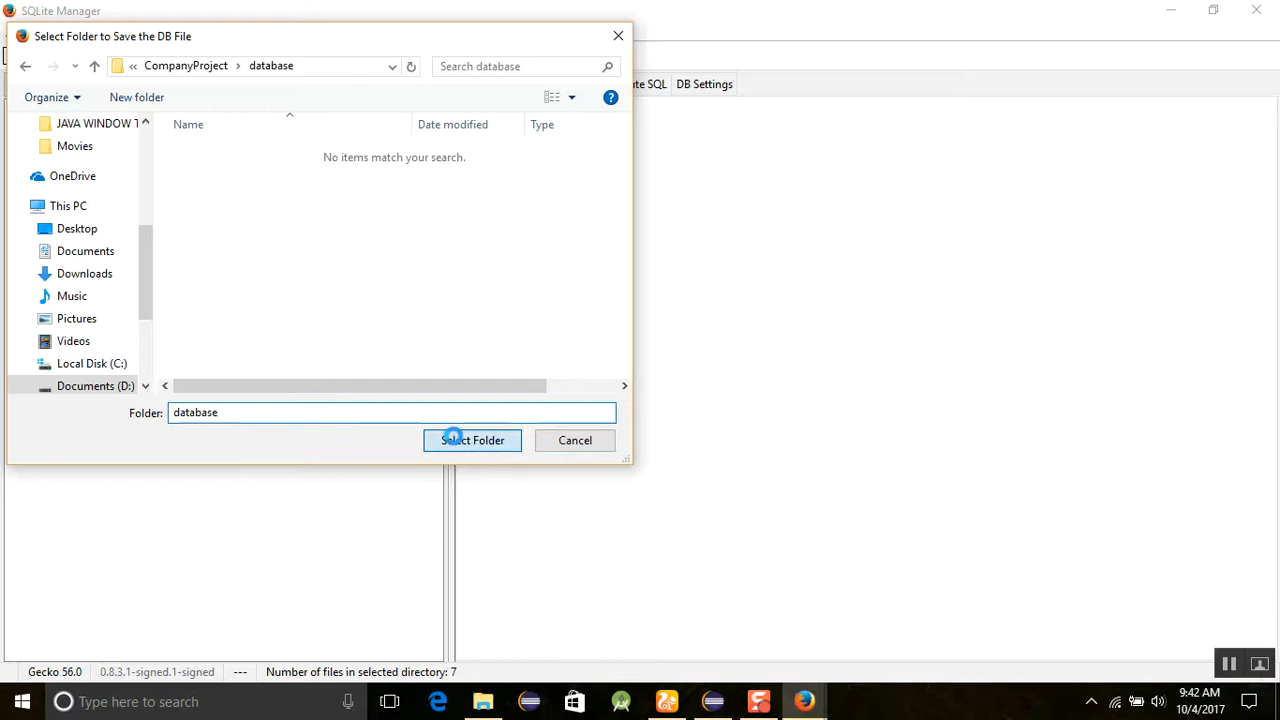 SQLite Manager
Select Folder to Save the DB File
« CompanyProject › database
Search database
Organize
New folder
ute SQL
DB Settings
Name
Date modified
Type
No items match your search.
JAVA WINDOW T
Movies
OneDrive
This PC
Desktop
Documents
Downloads
Music
Pictures
Videos
Local Disk (C:)
Documents (D:)
Folder: database
Select Folder
Cancel
Gecko 56.0
0.8.3.1-signed.1-signed
---
Number of files in selected directory: 7
Type here to search
9:42 AM
10/4/2017